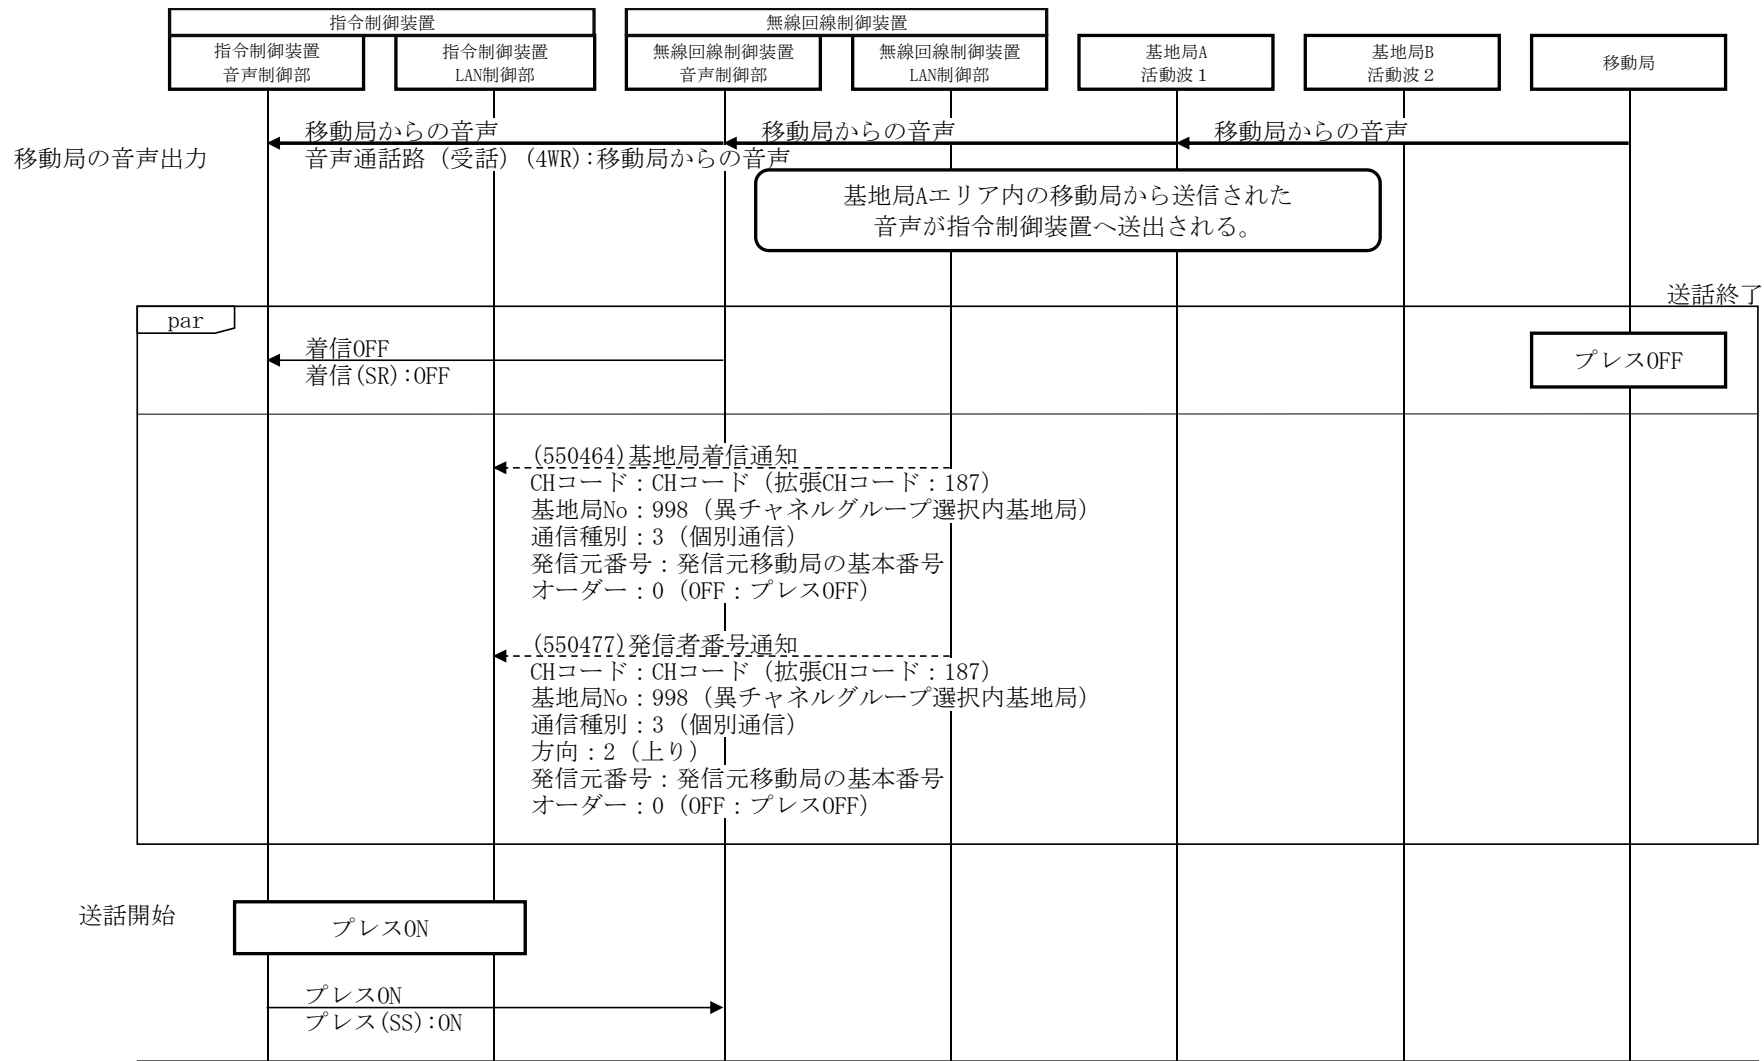 指令制御装置
無線回線制御装置
指令制御装置
音声制御部
指令制御装置
LAN制御部
無線回線制御装置
音声制御部
無線回線制御装置
LAN制御部
基地局A
活動波1
基地局B
活動波2
移動局
移動局からの音声
移動局からの音声
移動局からの音声
移動局の音声出力
音声通話路(受話)(4WR):移動局からの音声
基地局Aエリア内の移動局から送信された
音声が指令制御装置へ送出される。
送話終了
par
着信OFF
着信(SR):OFF
プレスOFF
(550464)基地局着信通知
CHコード:CHコード(拡張CHコード:187)
基地局No:998(異チャネルグループ選択内基地局)
通信種別:3(個別通信)
発信元番号:発信元移動局の基本番号
オーダー:0(OFF:プレスOFF)
(550477)発信者番号通知
CHコード:CHコード(拡張CHコード:187)
基地局No:998(異チャネルグループ選択内基地局)
通信種別:3(個別通信)
方向:2(上り)
発信元番号:発信元移動局の基本番号
オーダー:0(OFF:プレスOFF)
送話開始
プレスON
プレスON
プレス(SS):ON